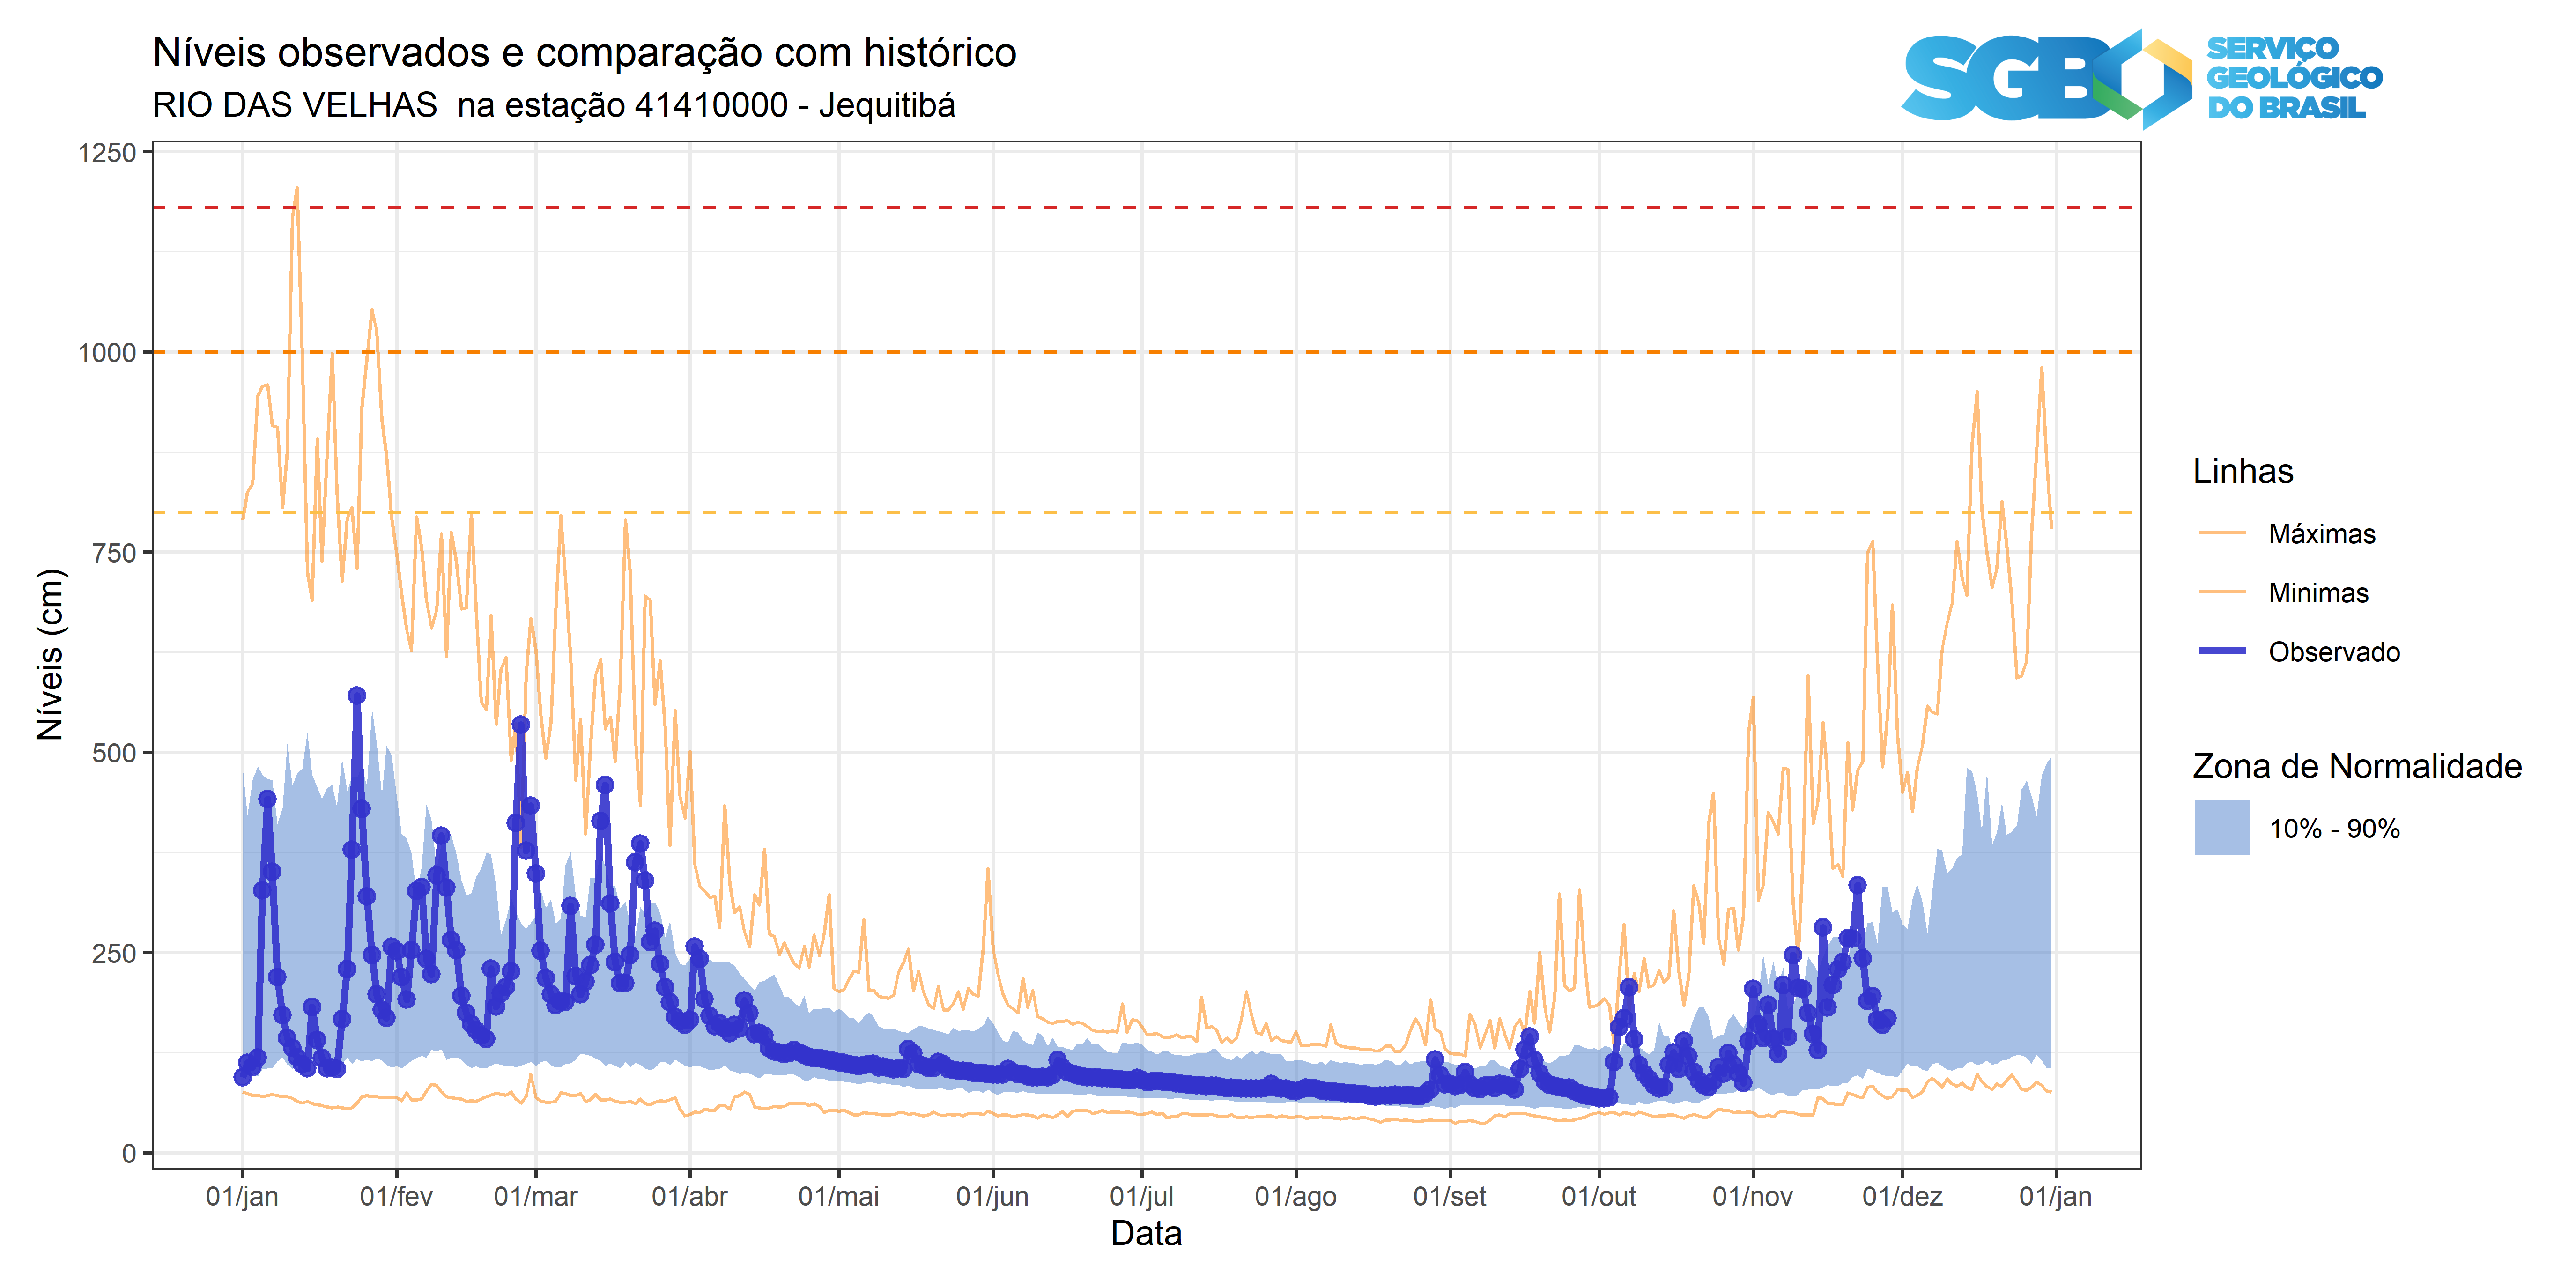 Níveis observados e comparação com histórico
RIO DAS VELHAS  na estação 41410000 - Jequitibá
SGB
SERVIÇO
GEOLÓGICO
DO BRASIL
Níveis (cm)
1250
1000
750
500
250
0
01/jan 01/fev 01/mar 01/abr 01/mai 01/jun 01/jul 01/ago 01/set 01/out 01/nov 01/dez 01/jan
Data
Linhas
Máximas
Minimas
Observado
Zona de Normalidade
10% - 90%